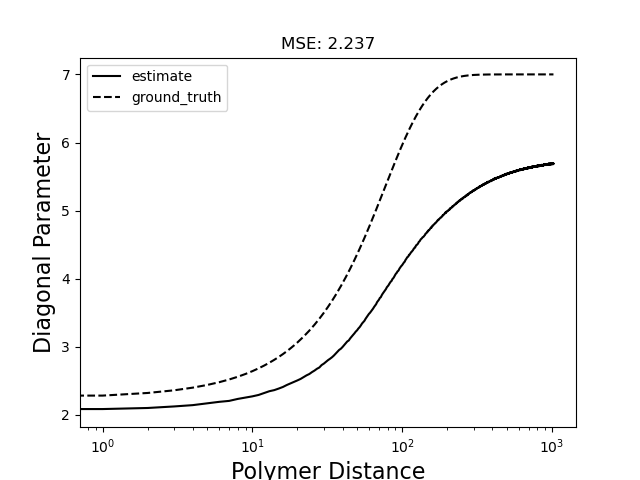 MSE: 2.237
estimate
ground_truth
Diagonal Parameter
7
6
5
4
3
2
10⁰
10¹
10²
10³
Polymer Distance